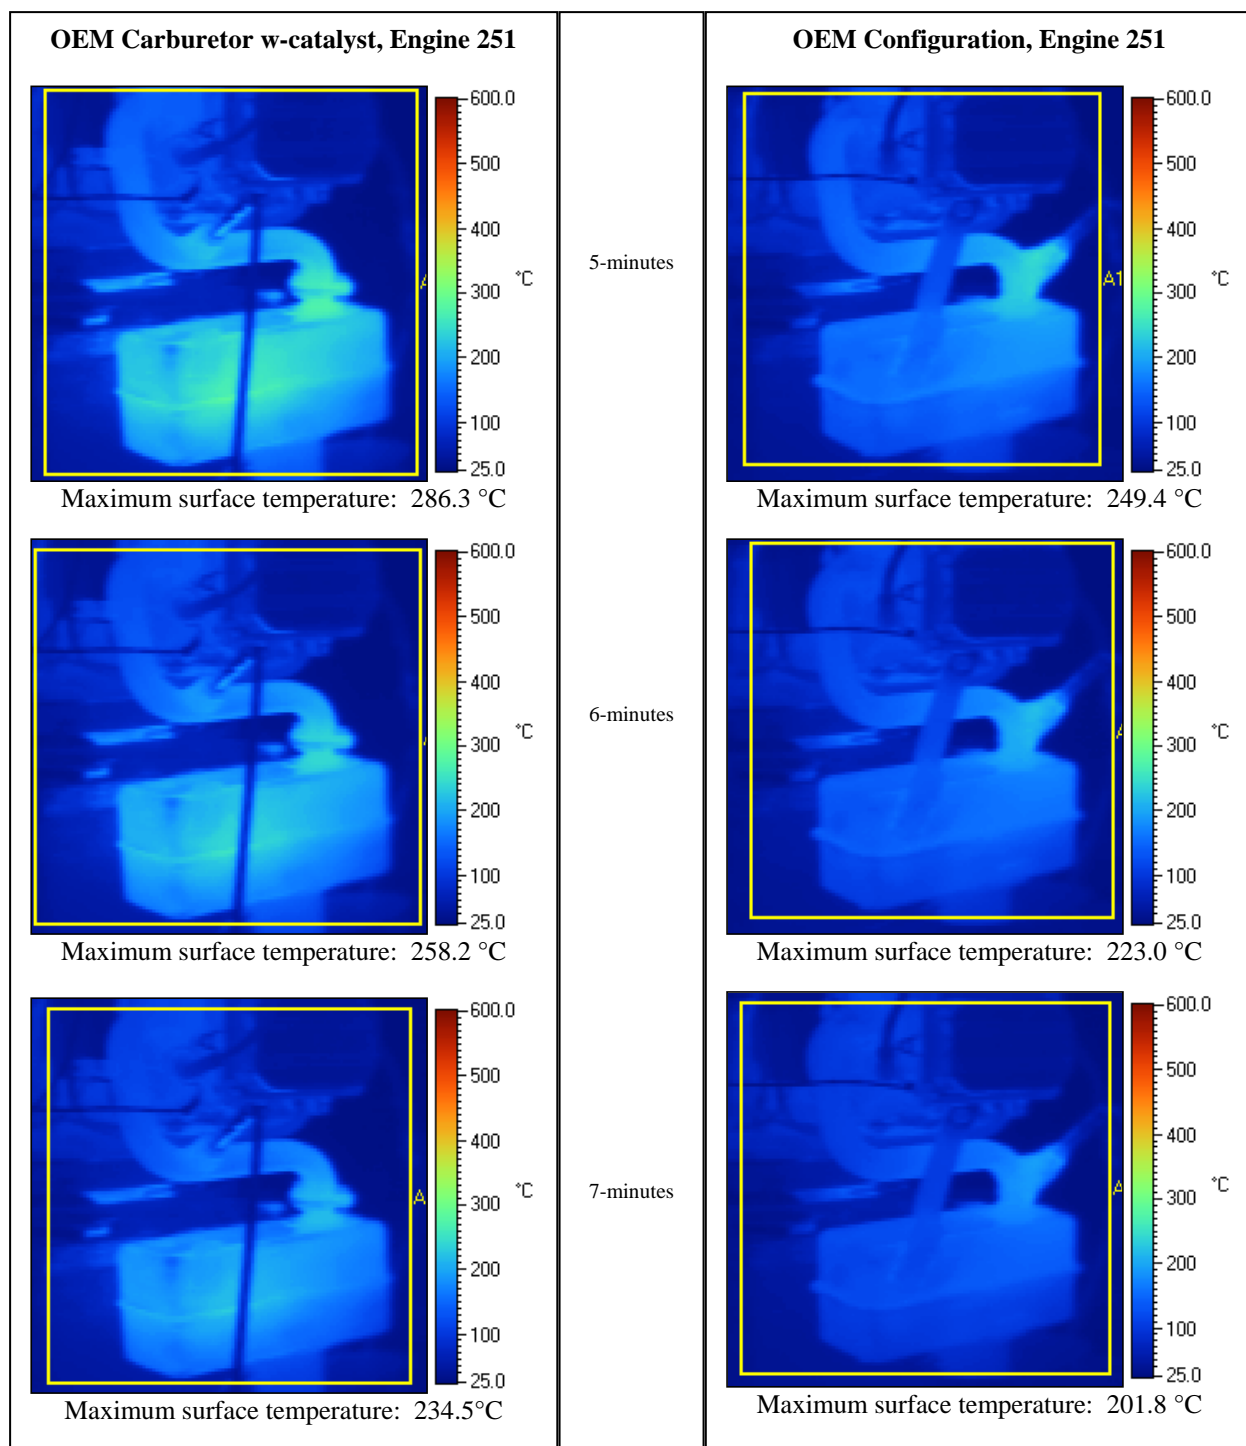 OEM Carburetor w-catalyst, Engine 251
OEM Configuration, Engine 251
600.0
500
400
300
°C
200
100
25.0
A
Maximum surface temperature:  286.3 °C
5-minutes
600.0
500
400
300
°C
200
100
25.0
A1
Maximum surface temperature:  249.4 °C
600.0
500
400
300
°C
200
100
25.0
A
Maximum surface temperature:  258.2 °C
6-minutes
600.0
500
400
300
°C
200
100
25.0
A
Maximum surface temperature:  223.0 °C
600.0
500
400
300
°C
200
100
25.0
A
Maximum surface temperature:  234.5°C
7-minutes
600.0
500
400
300
°C
200
100
25.0
A
Maximum surface temperature:  201.8 °C